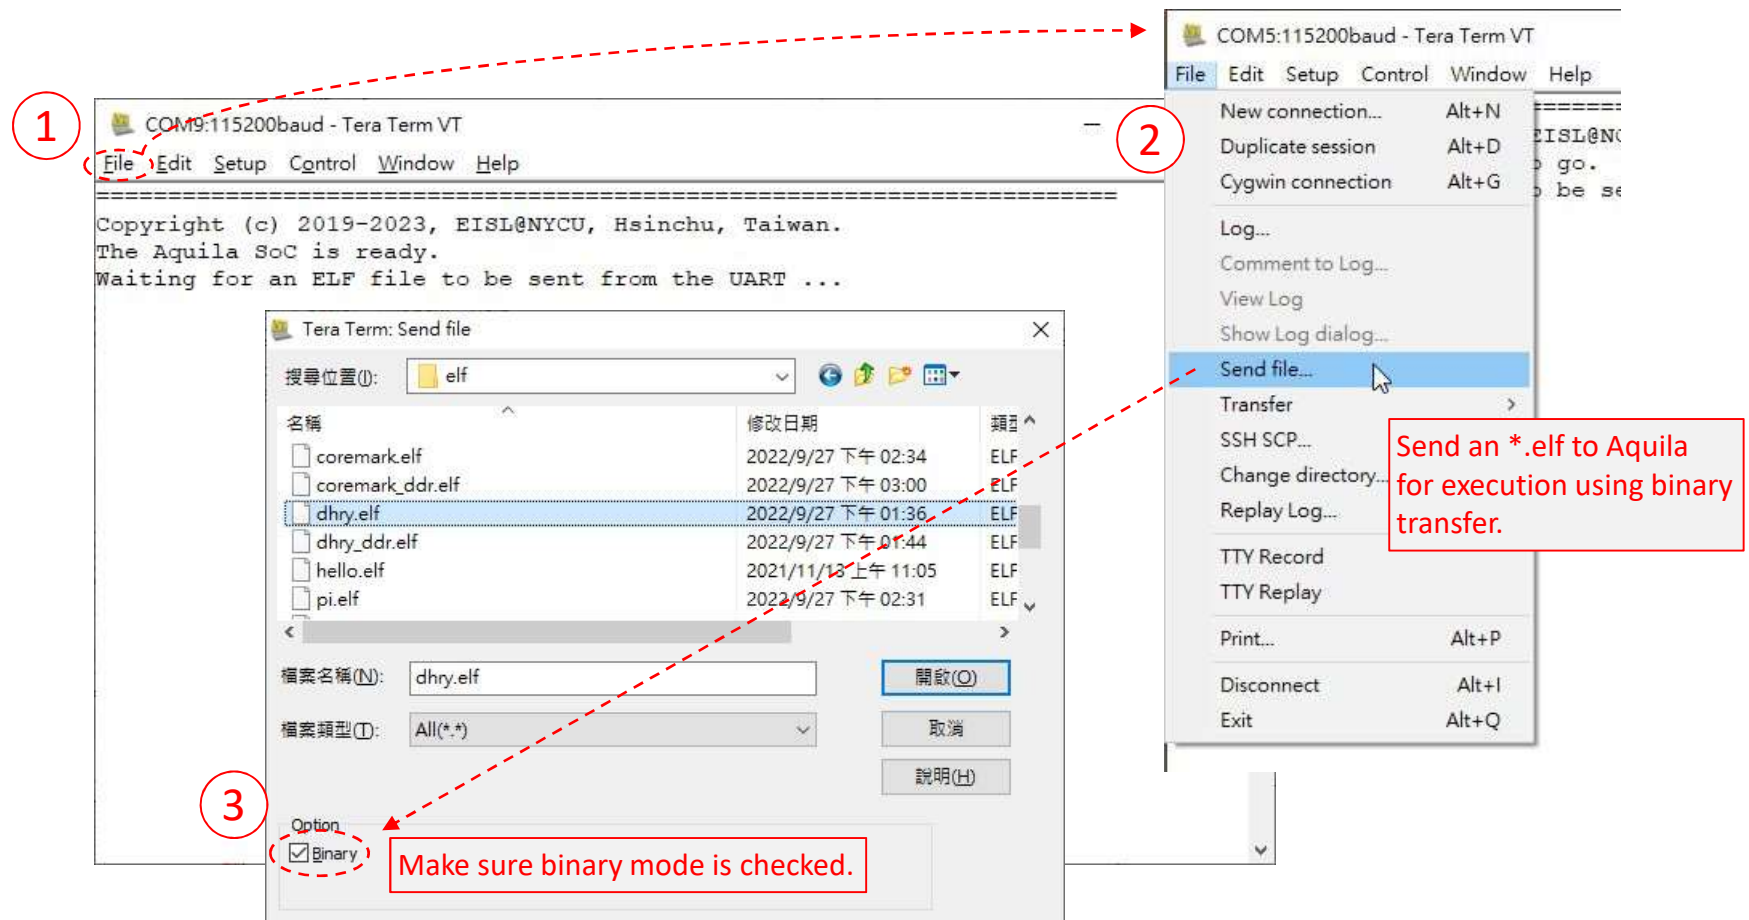 1
COM9:115200baud - Tera Term VT
File Edit Setup Control Window Help
==========================================================================
Copyright (c) 2019-2023, EISL@NYCU, Hsinchu, Taiwan.
The Aquila SoC is ready.
Waiting for an ELF file to be sent from the UART ...
2
COM5:115200baud - Tera Term VT
File Edit Setup Control Window Help
New connection... Alt+N
Duplicate session Alt+D
Cygwin connection Alt+G
Log...
Comment to Log...
View Log
Show Log dialog...
Send file...
Transfer >
SSH SCP...
Change directory...
Replay Log...
TTY Record
TTY Replay
Print... Alt+P
Disconnect Alt+I
Exit Alt+Q
======
EISL@NC
go.
be se
Send an *.elf to Aquila
for execution using binary
transfer.
Tera Term: Send file
搜尋位置(I): elf
名稱 修改日期 類型
coremark.elf 2022/9/27 下午 02:34 ELF
coremark_ddr.elf 2022/9/27 下午 03:00 ELF
dhry.elf 2022/9/27 下午 01:36 ELF
dhry_ddr.elf 2022/9/27 下午 01:44 ELF
hello.elf 2021/11/13 上午 11:05 ELF
pi.elf 2022/9/27 下午 02:31 ELF
檔案名稱(N): dhry.elf 開啟(O)
檔案類型(T): All(*.*) 取消
說明(H)
3
Option
Binary
Make sure binary mode is checked.